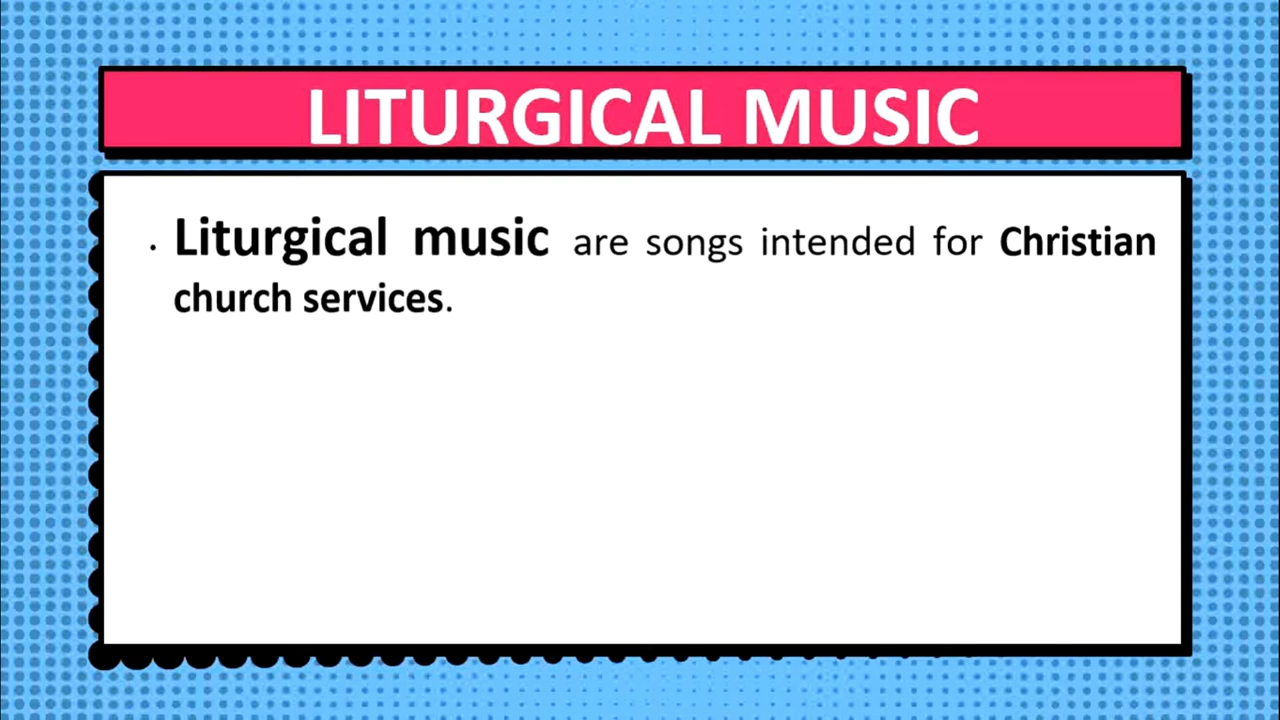 LITURGICAL MUSIC
· Liturgical music are songs intended for Christian
church services.